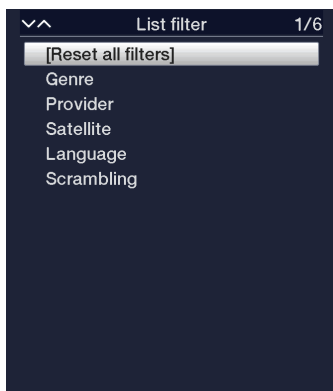 List filter 1/6
[Reset all filters]
Genre
Provider
Satellite
Language
Scrambling